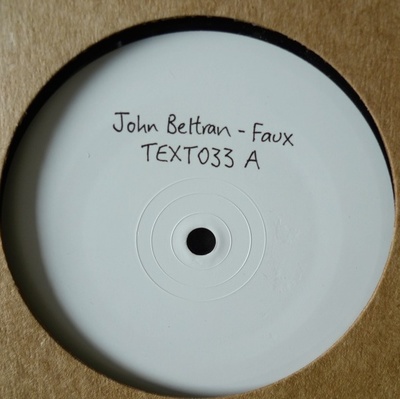 John Beltran - Faux
TEXT033 A